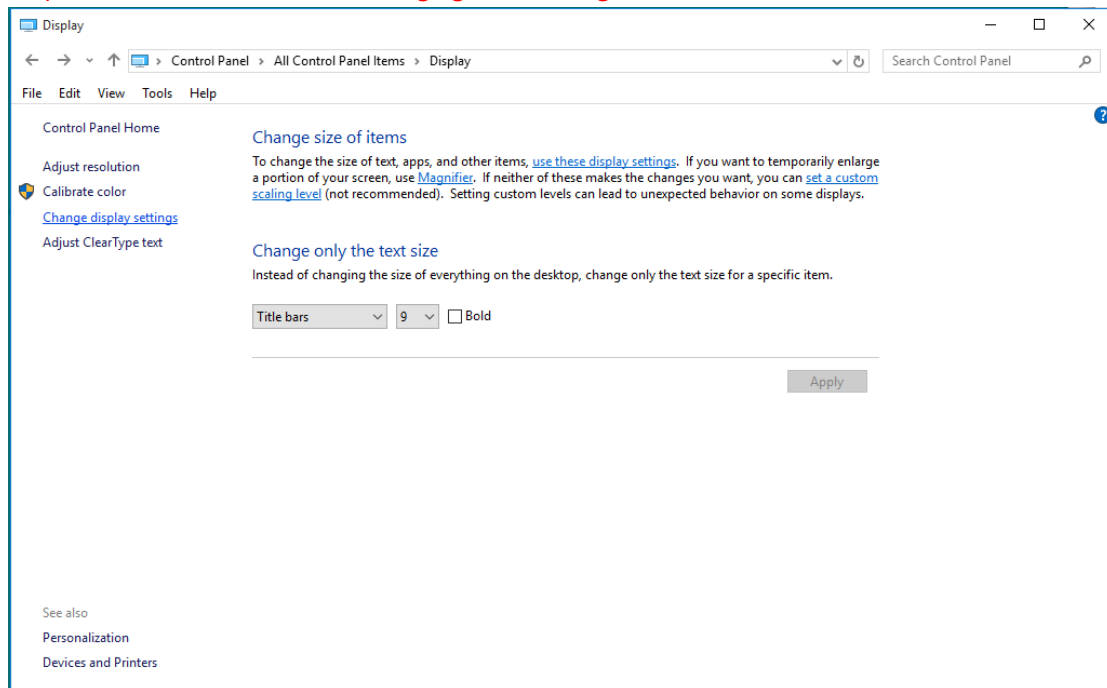 Display
Control Panel > All Control Panel Items > Display
Search Control Panel
File Edit View Tools Help
Control Panel Home
Adjust resolution
Calibrate color
Change display settings
Adjust ClearType text
Change size of items
To change the size of text, apps, and other items, use these display settings. If you want to temporarily enlarge
a portion of your screen, use Magnifier. If neither of these makes the changes you want, you can set a custom
scaling level (not recommended). Setting custom levels can lead to unexpected behavior on some displays.
Change only the text size
Instead of changing the size of everything on the desktop, change only the text size for a specific item.
Title bars 9 Bold
Apply
See also
Personalization
Devices and Printers